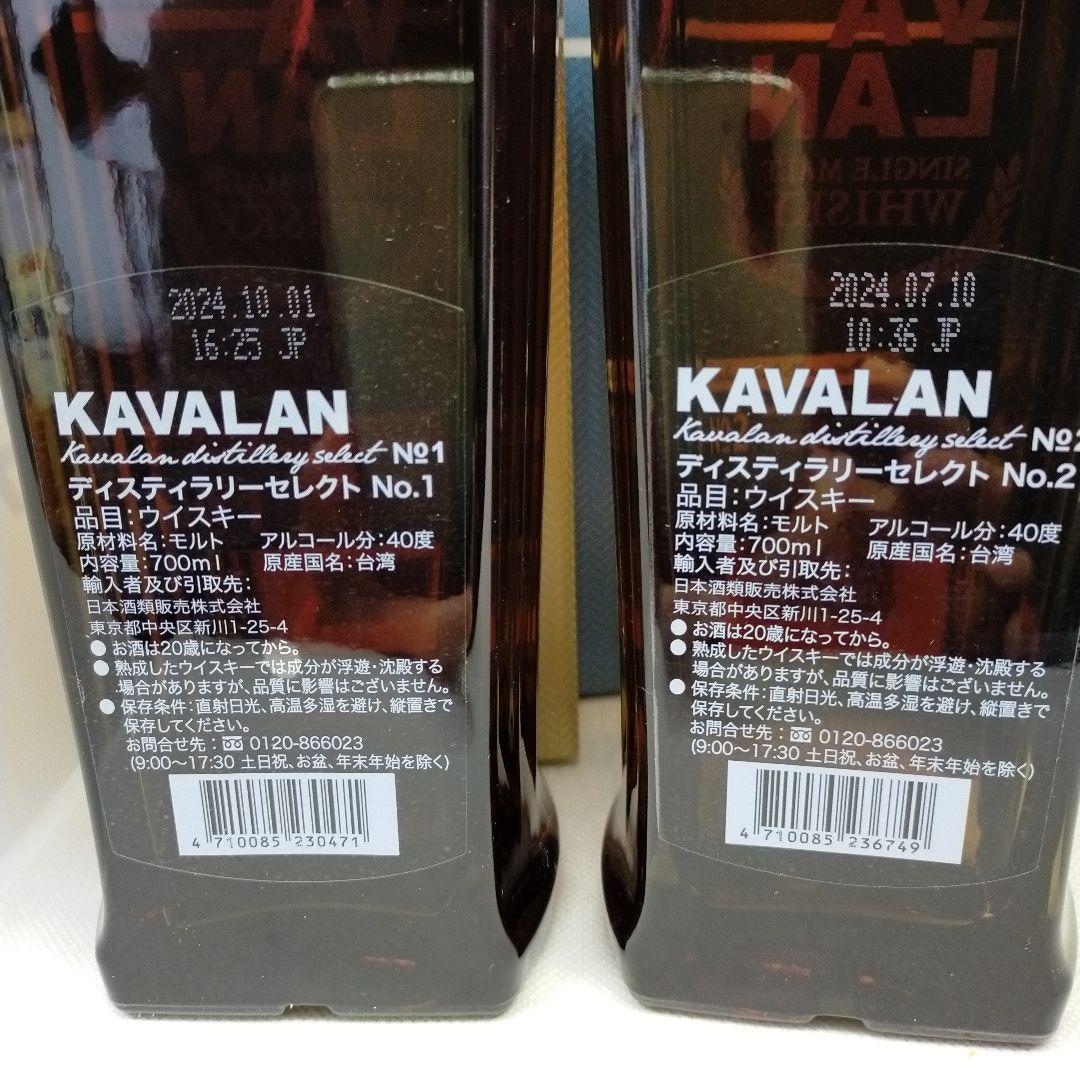 VA
LAN
2024.10.01
16:25 JP
KAVALAN
Kavalan distillery select №1
ディスティラリーセレクト No.1
品目:ウイスキー
原材料名:モルト アルコール分:40度
内容量:700ml 原産国名:台湾
輸入者及び引取先:
日本酒類販売株式会社
東京都中央区新川1-25-4
● お酒は20歳になってから。
● 熟成したウイスキーでは成分が浮遊・沈殿する
場合がありますが、品質に影響はございません。
● 保存条件:直射日光、高温多湿を避け、縦置きで
保存してください。
お問合せ先: 0120-866023
(9:00〜17:30 土日祝、お盆、年末年始を除く)
4 710085 230471
VA
LAN
SINGLE MALT
WHISKY
2024.07.10
10:36 JP
KAVALAN
Kavalan distillery select №2
ディスティラリーセレクト No.2
品目:ウイスキー
原材料名:モルト アルコール分:40度
内容量:700ml 原産国名:台湾
輸入者及び引取先:
日本酒類販売株式会社
東京都中央区新川1-25-4
● お酒は20歳になってから。
● 熟成したウイスキーでは成分が浮遊・沈殿する
場合がありますが、品質に影響はございません。
● 保存条件:直射日光、高温多湿を避け、縦置きで
保存してください。
お問合せ先: 0120-866023
(9:00〜17:30 土日祝、お盆、年末年始を除く)
4 710085 236749